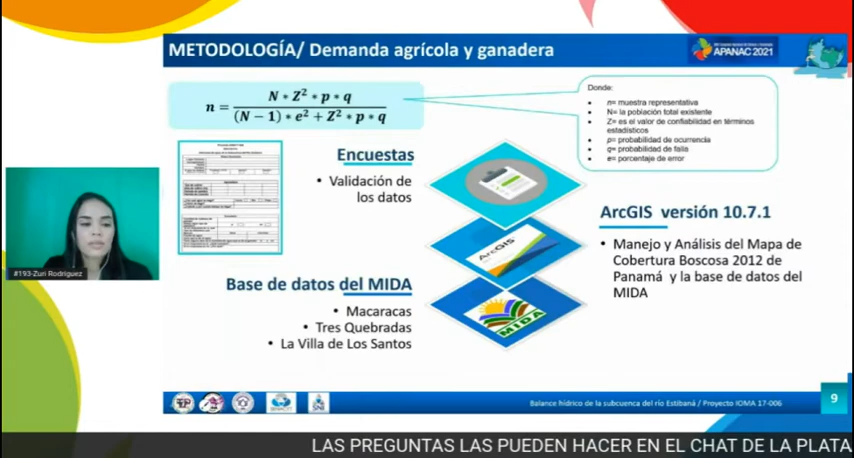 METODOLOGÍA/ Demanda agrícola y ganadera
APANAC 2021
n = N * Z² * p * q / (N − 1) * e² + Z² * p * q
Donde:
• n= muestra representativa
• N= la población total existente
• Z= es el valor de confiabilidad en términos
estadísticos
• p= probabilidad de ocurrencia
• q= probabilidad de falla
• e= porcentaje de error
Encuestas
• Validación de
los datos
ArcGIS
MIDA
ArcGIS versión 10.7.1
• Manejo y Análisis del Mapa de
Cobertura Boscosa 2012 de
Panamá y la base de datos del
MIDA
#193-Zuri Rodriguez
Base de datos del MIDA
• Macaracas
• Tres Quebradas
• La Villa de Los Santos
SENACYT
SNI
Balance hídrico de la subcuenca del río Estibaná / Proyecto IOMA 17-006
9
LAS PREGUNTAS LAS PUEDEN HACER EN EL CHAT DE LA PLATA